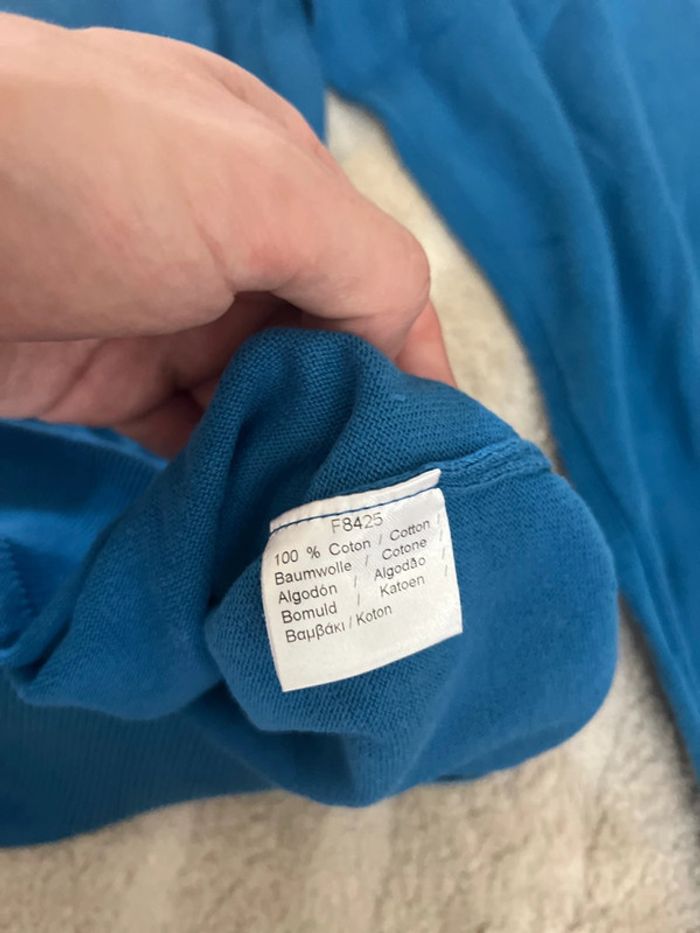 F8425
100 % Coton / Cotton /
Baumwolle / Cotone /
Algodón / Algodão /
Bomuld / Katoen /
Βαμβάκι / Koton